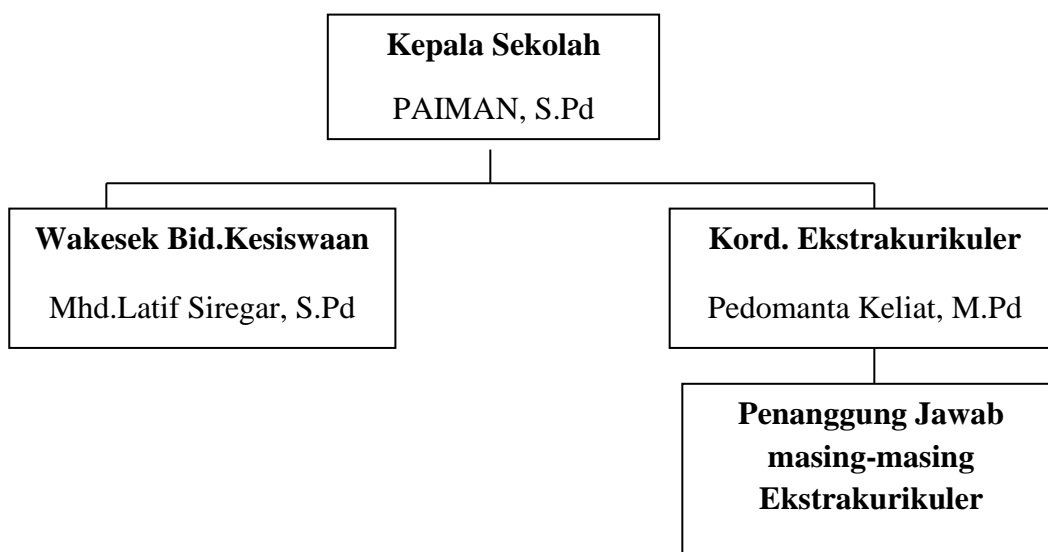 Kepala Sekolah
PAIMAN, S.Pd
Wakesek Bid.Kesiswaan
Mhd.Latif Siregar, S.Pd
Kord. Ekstrakurikuler
Pedomanta Keliat, M.Pd
Penanggung Jawab
masing-masing
Ekstrakurikuler